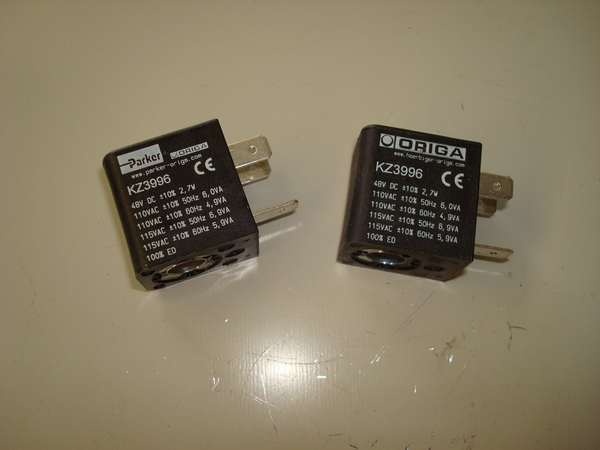 Parker ORIGA
www.parker-origa.com
KZ3996 CE
48V DC ±10% 2,7W
110VAC ±10% 50Hz 6,0VA
110VAC ±10% 60Hz 4,9VA
115VAC ±10% 50Hz 6,9VA
115VAC ±10% 60Hz 5,9VA
100% ED
ORIGA
www.hoerbiger-origa.com
KZ3996 CE
48V DC ±10% 2,7W
110VAC ±10% 50Hz 6,0VA
110VAC ±10% 60Hz 4,9VA
115VAC ±10% 50Hz 6,9VA
115VAC ±10% 60Hz 5,9VA
100% ED